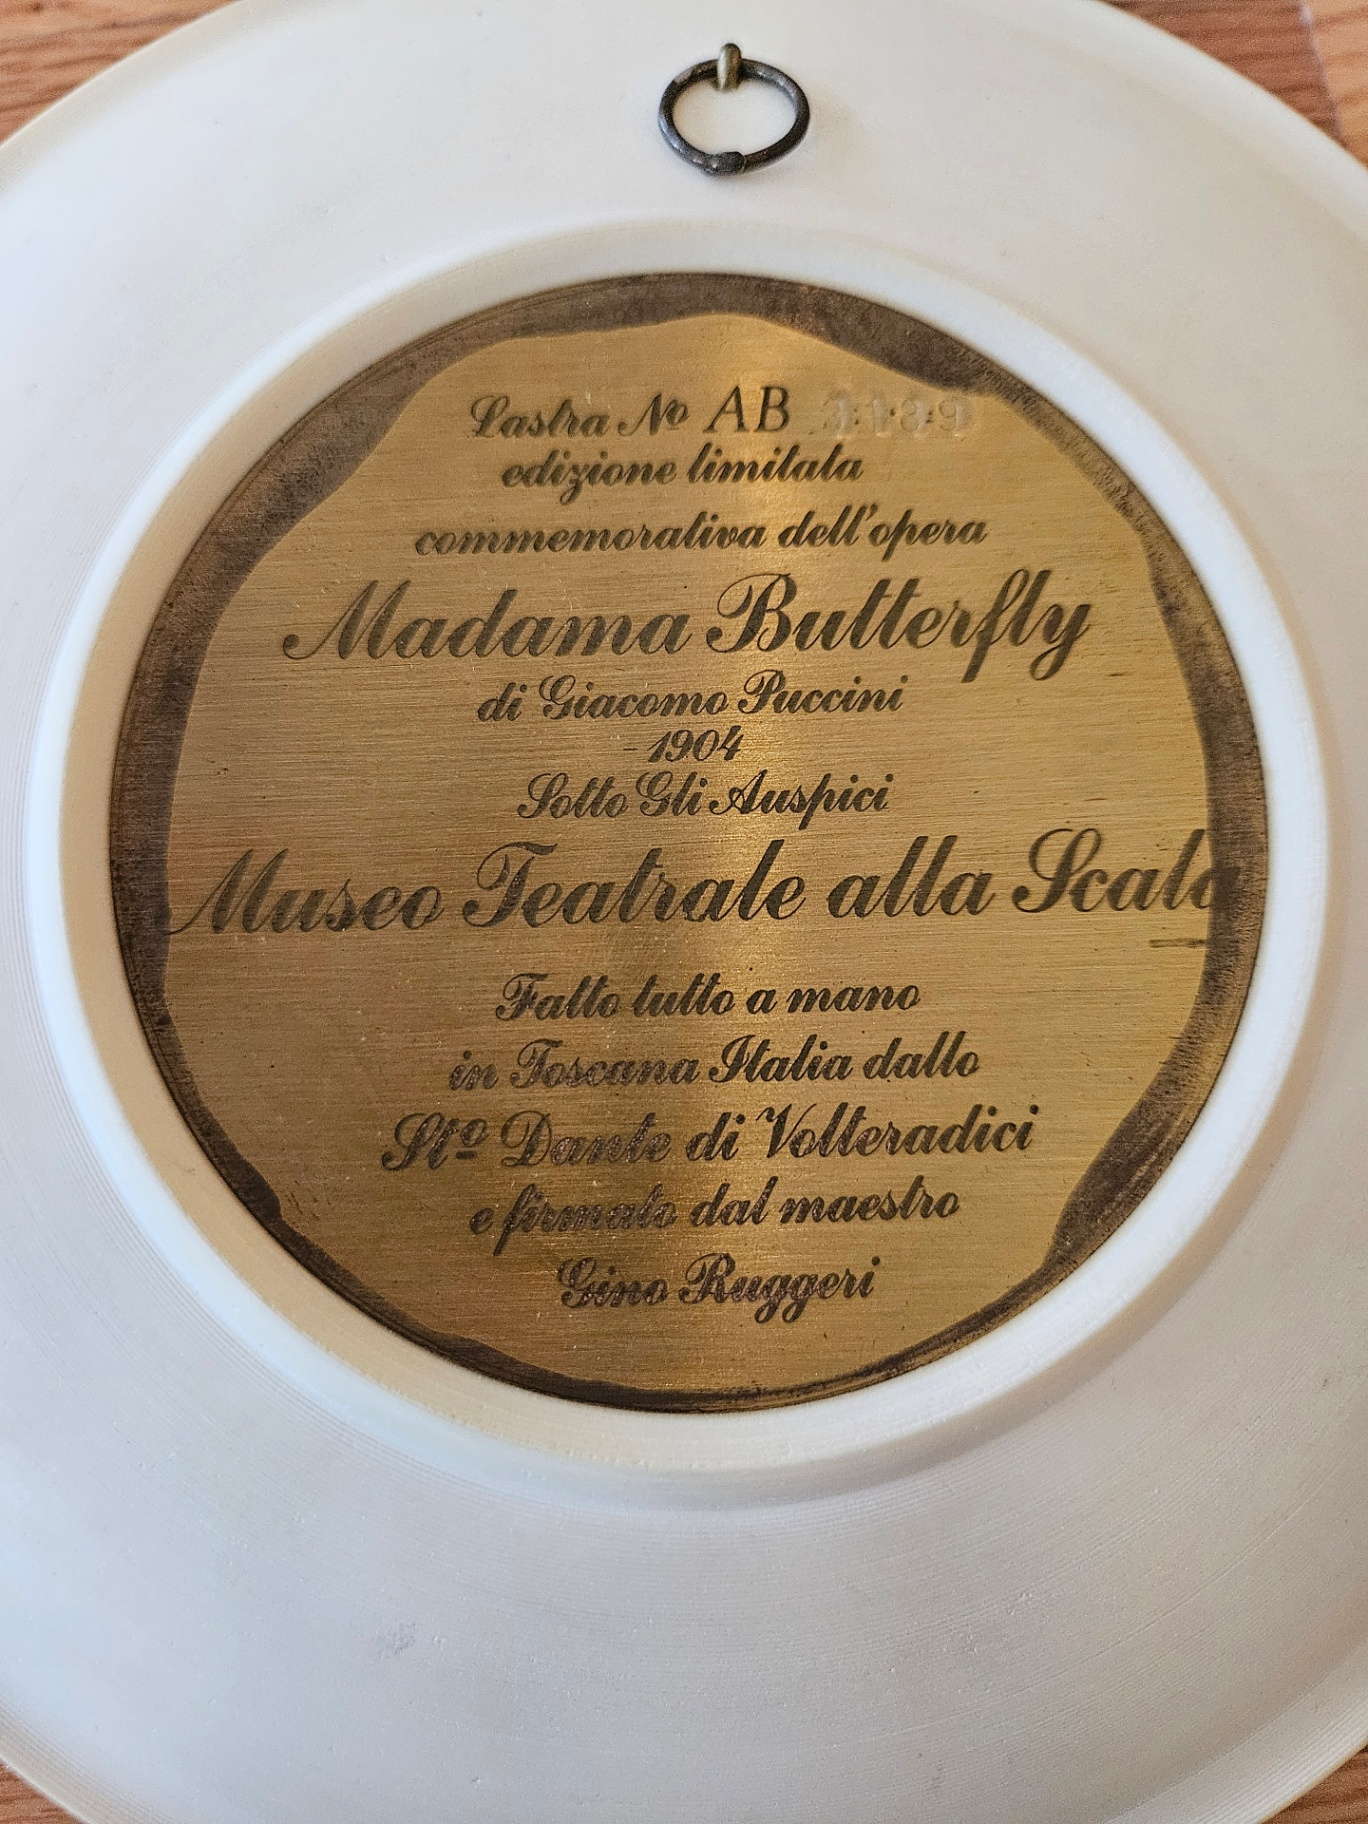 Lastra Nº AB
edizione limitata
commemorativa dell'opera
Madama Butterfly
di Giacomo Puccini
- 1904
Sotto Gli Auspici
Museo Teatrale alla Scala
Fatto tutto a mano
in Toscana Italia dallo
Stº Dante di Volteradici
e firmato dal maestro
Gino Ruggeri